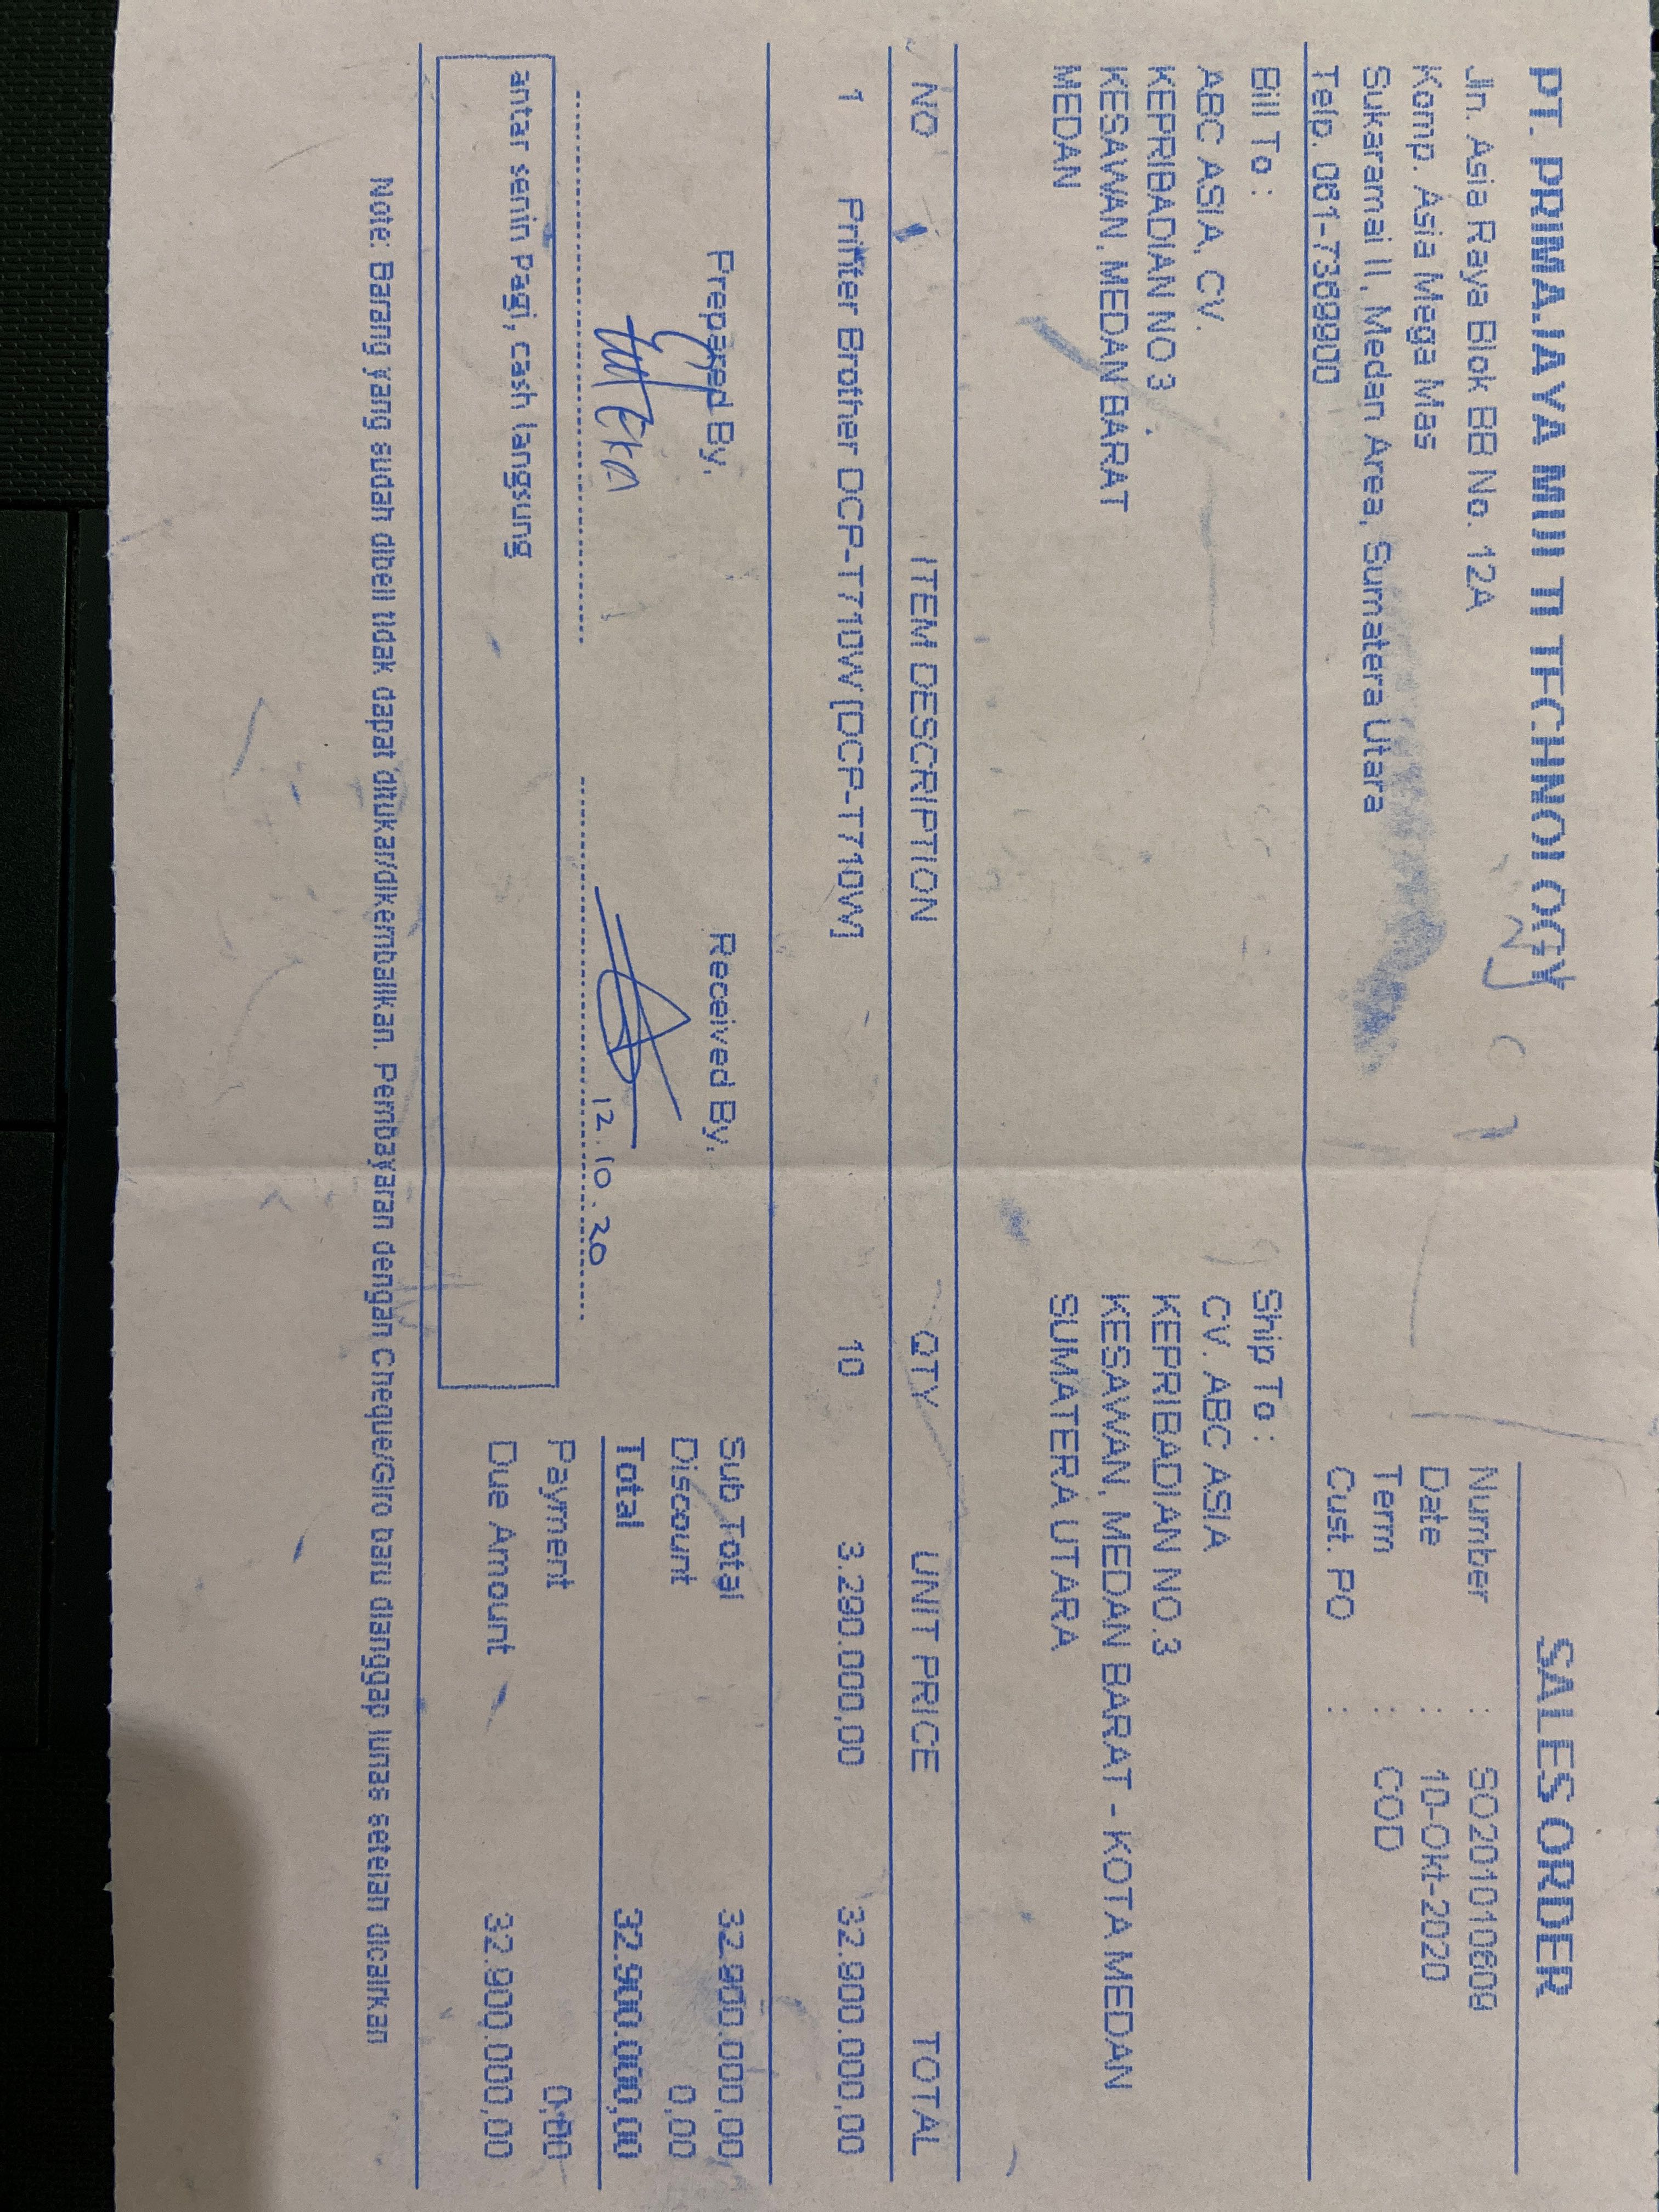 PT. PRIMAJAYA MULTI TECHNOLOGY
SALES ORDER
Jln. Asia Raya Blok BB No. 12A
Komp. Asia Mega Mas
Sukaramai II, Medan Area, Sumatera Utara
Telp. 061-7368800
Number : SO201010609
Date : 10-Okt-2020
Term : COD
Cust. PO :
Bill To :
ABC ASIA, CV.
KEPRIBADIAN NO 3
KESAWAN, MEDAN BARAT
MEDAN
Ship To :
CV. ABC ASIA
KEPRIBADIAN NO.3
KESAWAN, MEDAN BARAT - KOTA MEDAN
SUMATERA UTARA
NO ITEM DESCRIPTION QTY UNIT PRICE TOTAL
1 Printer Brother DCP-T710W [DCP-T710W] 10 3.290.000,00 32.900.000,00
Prepared By, Received By,
Eka
12.10.20
Sub Total 32.900.000,00
Discount 0,00
Total 32.900.000,00
Payment 0,00
Due Amount 32.900.000,00
antar senin pagi, cash langsung
Note: Barang yang sudah dibeli tidak dapat ditukar/dikembalikan. Pembayaran dengan Cheque/Giro baru dianggap lunas setelah dicairkan